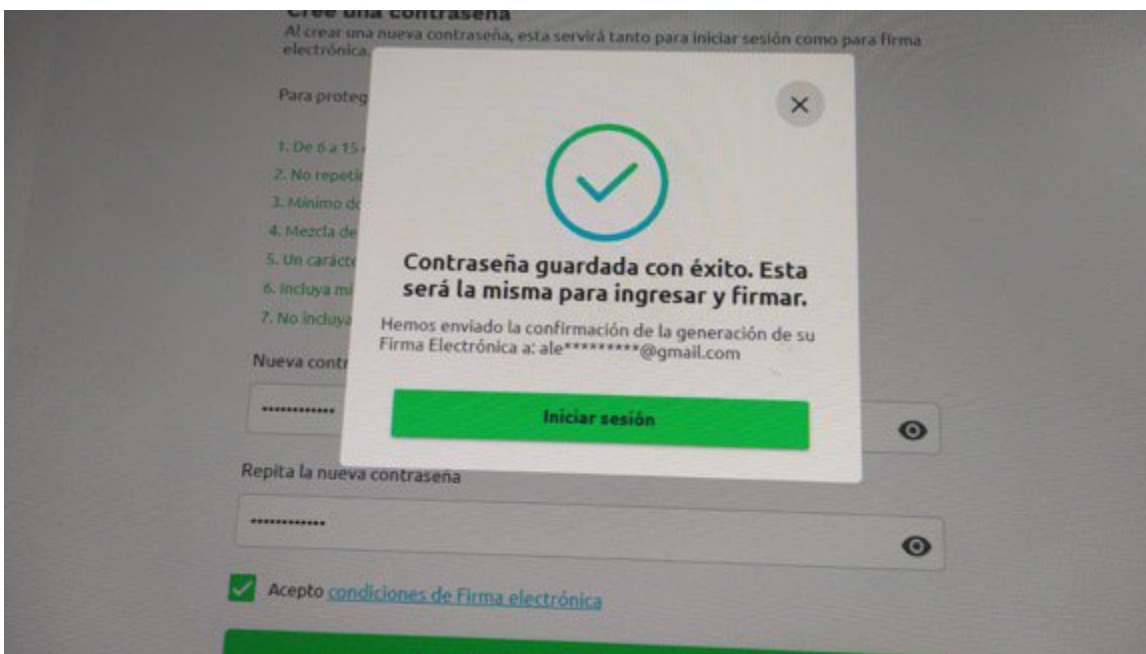 Cree una contraseña
Al crear una nueva contraseña, esta servirá tanto para iniciar sesión como para firma
electrónica.
Para proteg
1. De 6 a 15
2. No repetir
3. Mínimo de
4. Mezcla de
5. Un carácte
6. Incluya mi
7. No incluya
Contraseña guardada con éxito. Esta
será la misma para ingresar y firmar.
Hemos enviado la confirmación de la generación de su
Firma Electrónica a: ale*********@gmail.com
Iniciar sesión
Nueva contr
Repita la nueva contraseña
Acepto condiciones de Firma electrónica